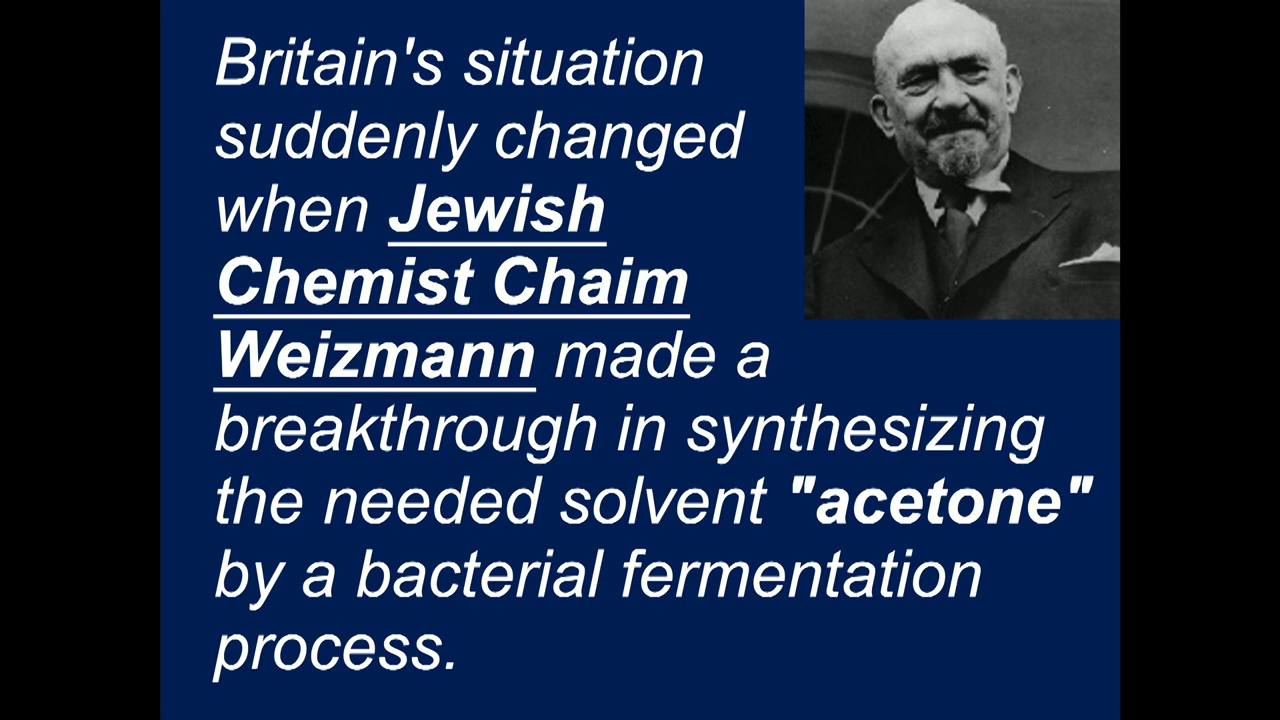 Britain's situation
suddenly changed
when Jewish
Chemist Chaim
Weizmann made a
breakthrough in synthesizing
the needed solvent "acetone"
by a bacterial fermentation
process.